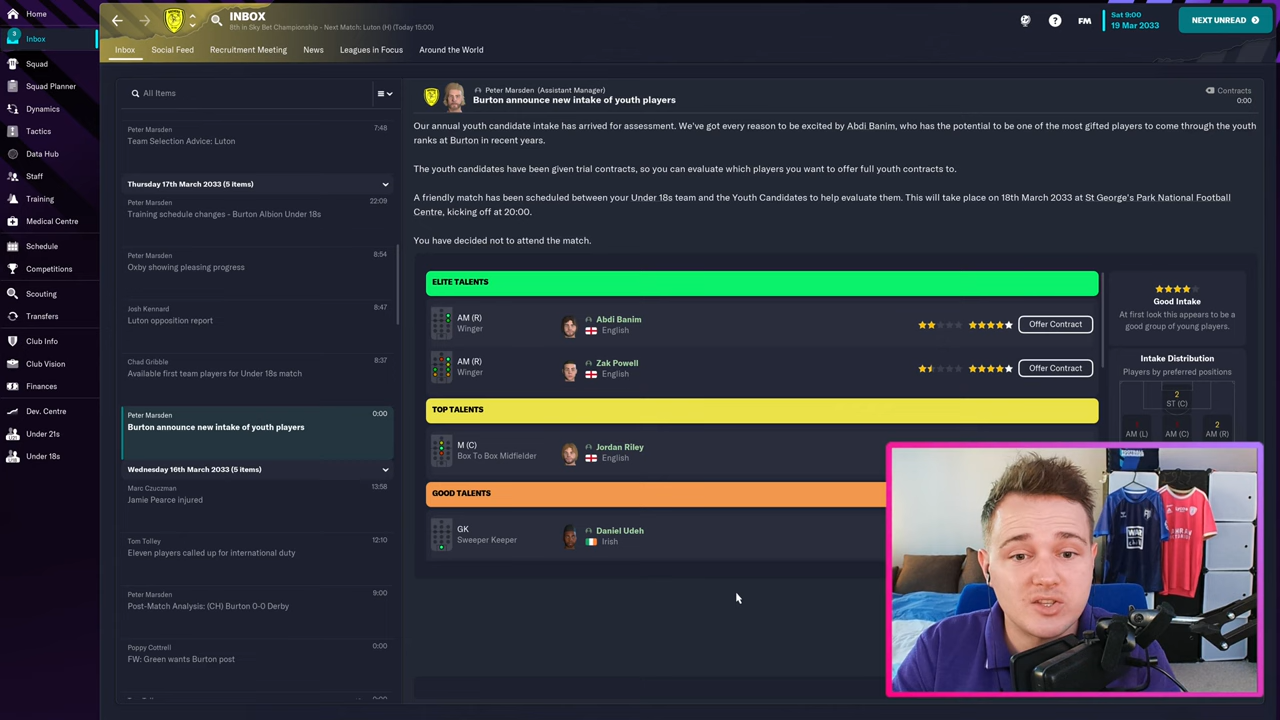 Home
3
Inbox
Squad
Squad Planner
Dynamics
Tactics
Data Hub
Staff
Training
Medical Centre
Schedule
Competitions
Scouting
Transfers
Club Info
Club Vision
Finances
Dev. Centre
Under 21s
Under 18s
INBOX
8th in Sky Bet Championship - Next Match: Luton (H) (Today 15:00)
FM
Sat 9:00
19 Mar 2033
NEXT UNREAD
Inbox
Social Feed
Recruitment Meeting
News
Leagues in Focus
Around the World
All Items
Peter Marsden
7:48
Team Selection Advice: Luton
Thursday 17th March 2033 (5 items)
Peter Marsden
22:09
Training schedule changes - Burton Albion Under 18s
Peter Marsden
8:54
Oxby showing pleasing progress
Josh Kennard
8:47
Luton opposition report
Chad Gribble
8:37
Available first team players for Under 18s match
Peter Marsden
0:00
Burton announce new intake of youth players
Wednesday 16th March 2033 (5 items)
Marc Czuczman
13:58
Jamie Pearce injured
Tom Tolley
12:10
Eleven players called up for international duty
Peter Marsden
9:00
Post-Match Analysis: (CH) Burton 0-0 Derby
Poppy Cottrell
0:00
FW: Green wants Burton post
Peter Marsden (Assistant Manager)
Burton announce new intake of youth players
Contracts
0:00
Our annual youth candidate intake has arrived for assessment. We've got every reason to be excited by Abdi Banim, who has the potential to be one of the most gifted players to come through the youth
ranks at Burton in recent years.
The youth candidates have been given trial contracts, so you can evaluate which players you want to offer full youth contracts to.
A friendly match has been scheduled between your Under 18s team and the Youth Candidates to help evaluate them. This will take place on 18th March 2033 at St George's Park National Football
Centre, kicking off at 20:00.
You have decided not to attend the match.
ELITE TALENTS
AM (R)
Winger
Abdi Banim
English
Offer Contract
AM (R)
Winger
Zak Powell
English
Offer Contract
TOP TALENTS
M (C)
Box To Box Midfielder
Jordan Riley
English
GOOD TALENTS
GK
Sweeper Keeper
Daniel Udeh
Irish
Good Intake
At first look this appears to be a
good group of young players.
Intake Distribution
Players by preferred positions
2
ST (C)
2
AM (L)
AM (C)
AM (R)